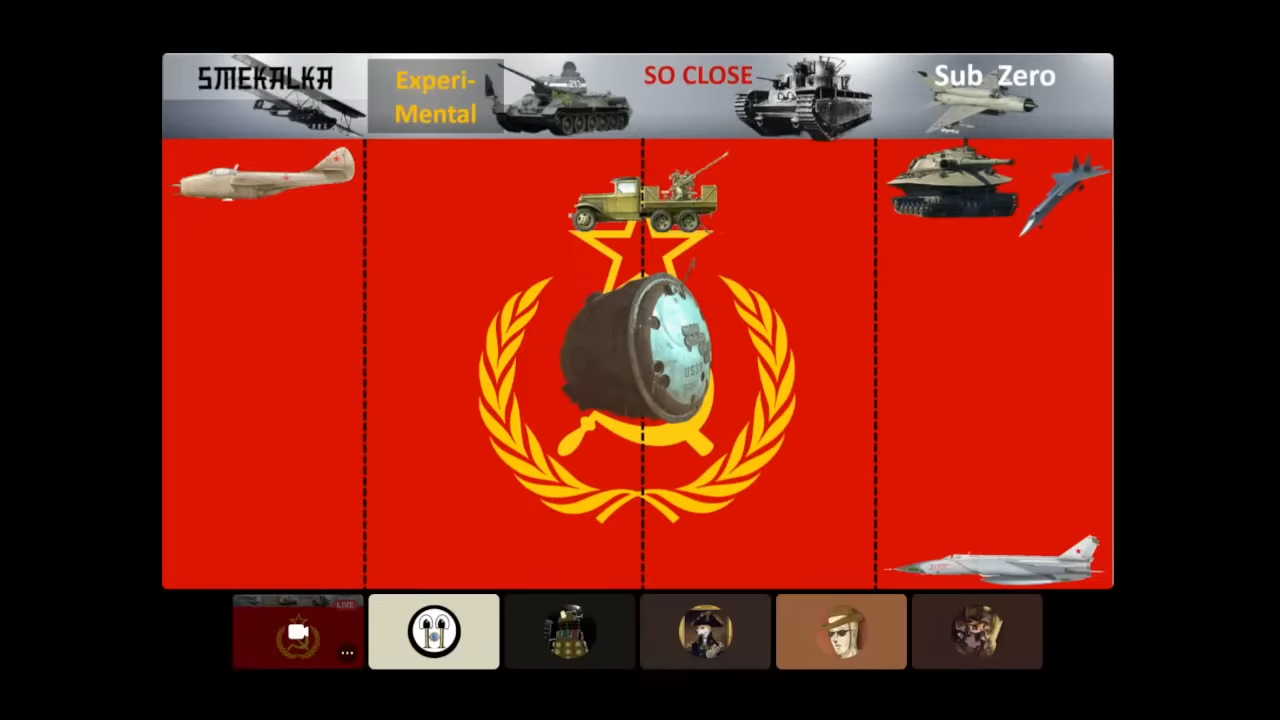 SMEKALKA
Experi-
Mental
SO CLOSE
Sub Zero
LIVE